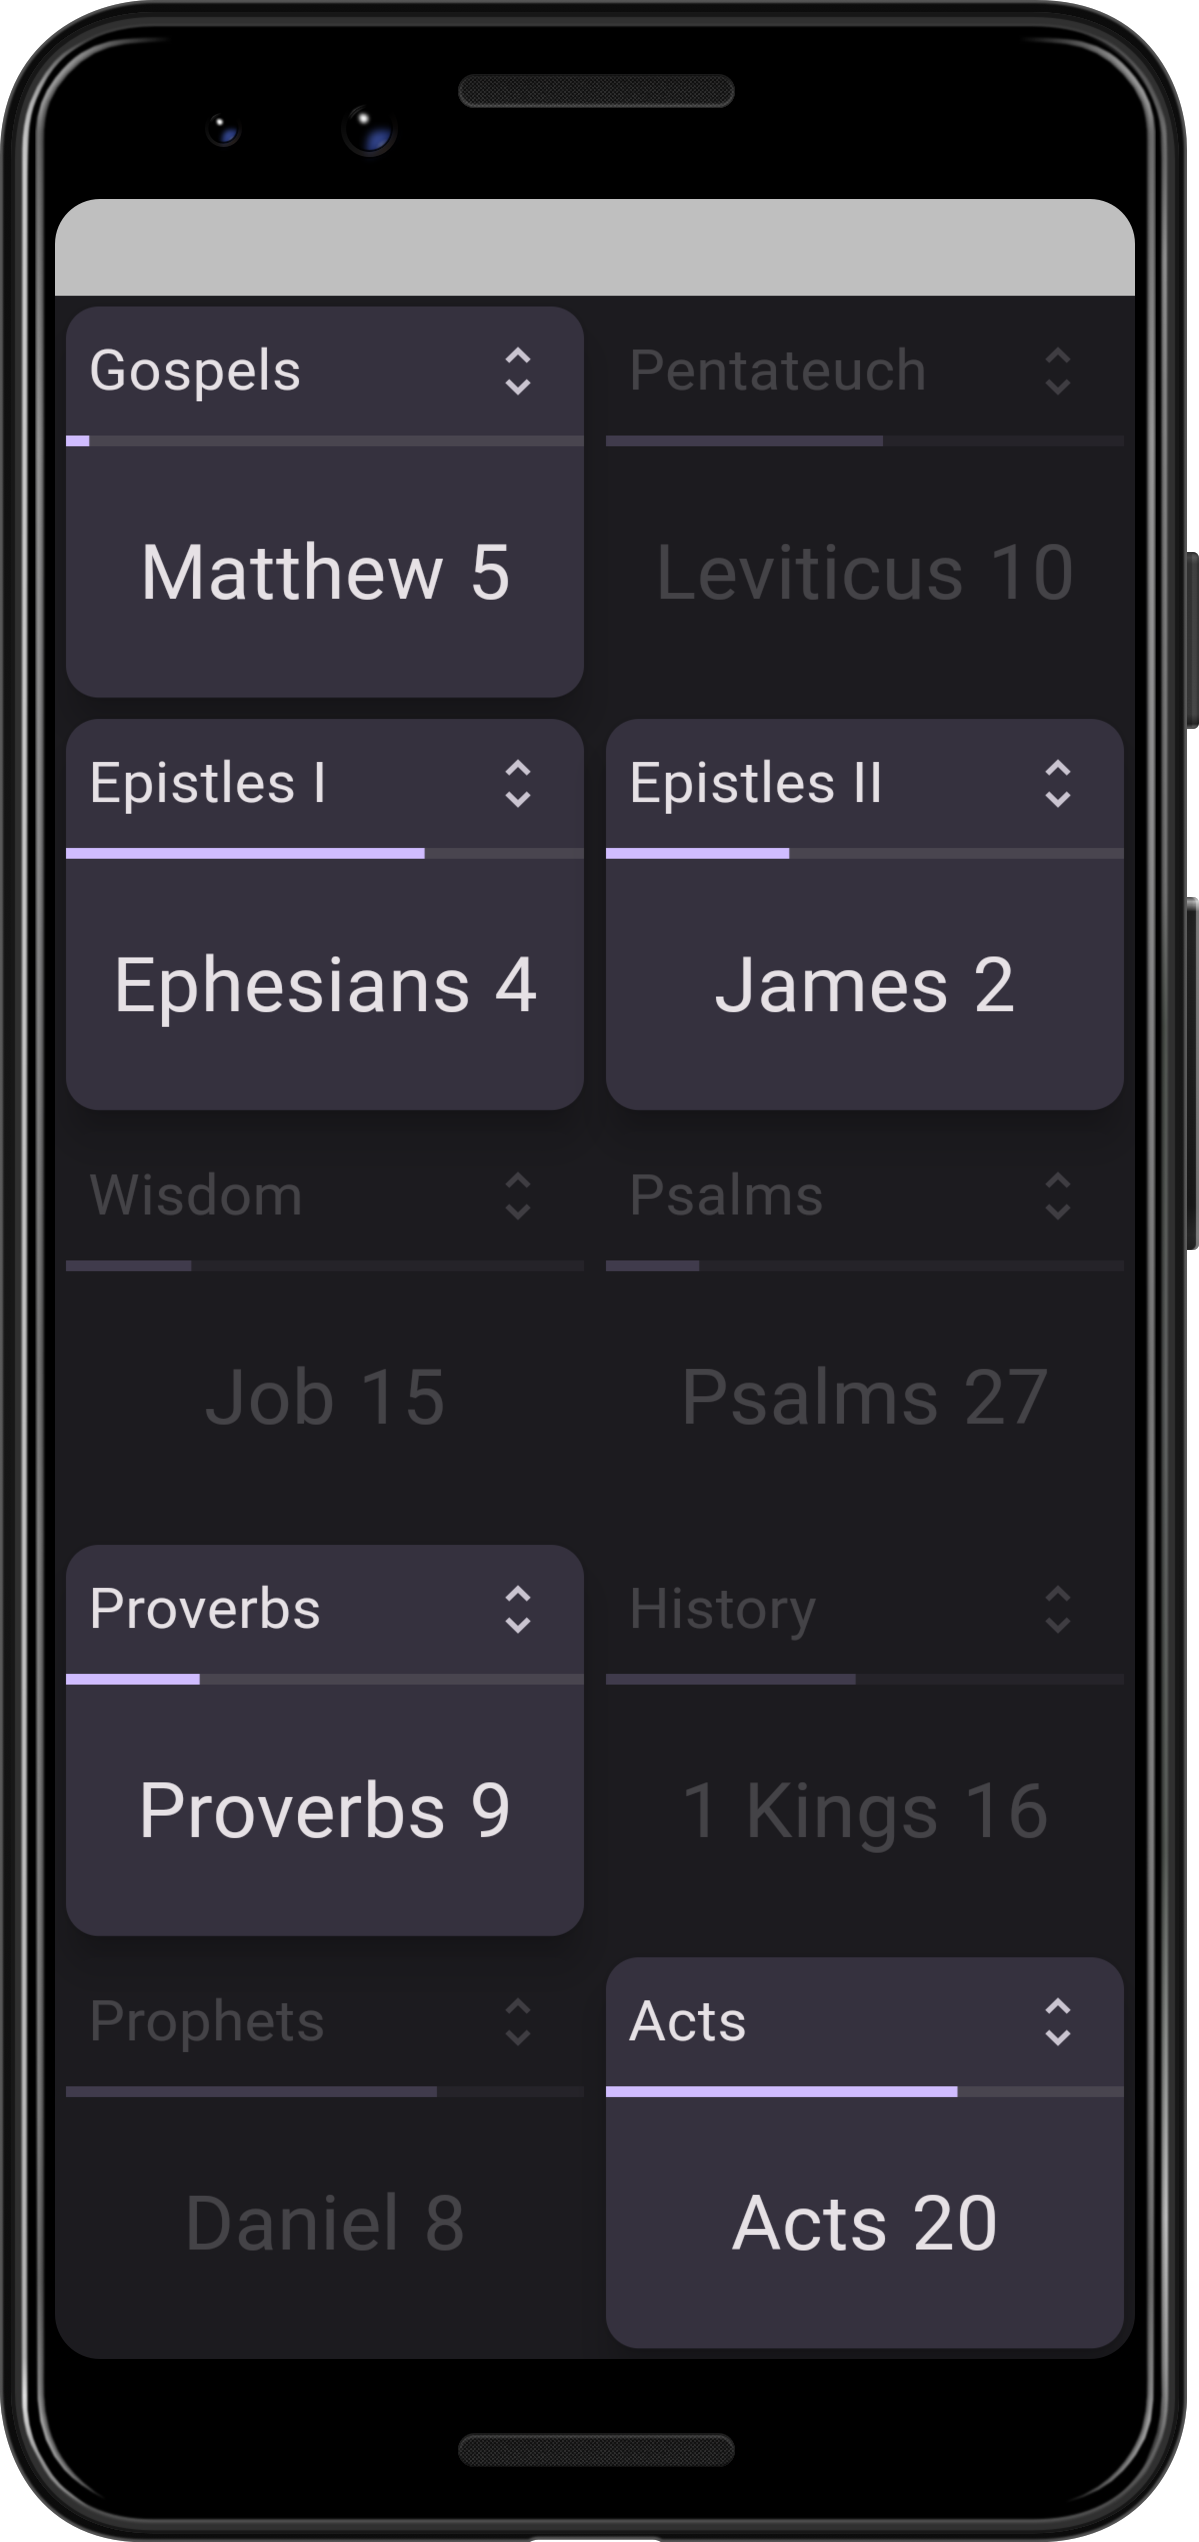 Gospels
Pentateuch
Matthew 5
Leviticus 10
Epistles I
Epistles II
Ephesians 4
James 2
Wisdom
Psalms
Job 15
Psalms 27
Proverbs
History
Proverbs 9
1 Kings 16
Prophets
Acts
Daniel 8
Acts 20